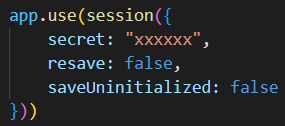 app.use(session({
    secret: "xxxxxx",
    resave: false,
    saveUninitialized: false
}))